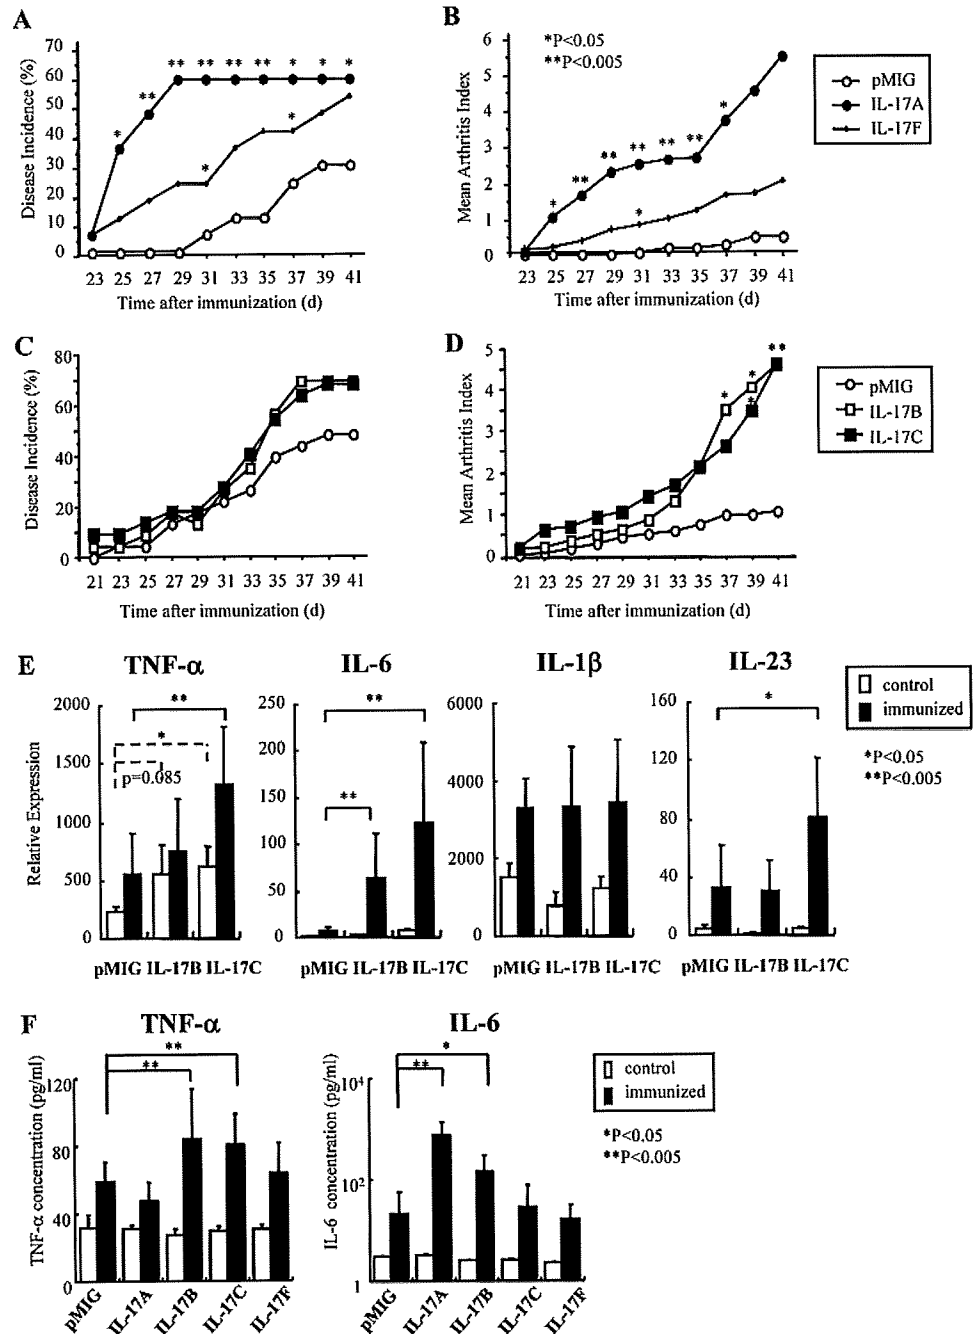 A
B
Disease Incidence (%)
70
60
50
40
30
20
10
0
** ** ** ** * * *
**
*
*
*
23 25 27 29 31 33 35 37 39 41
Time after immunization (d)
*P<0.05
**P<0.005
Mean Arthritis Index
6
5
4
3
2
1
0
*
** ** ** **
**
*
*
23 25 27 29 31 33 35 37 39 41
Time after immunization (d)
pMIG
IL-17A
IL-17F
C
D
Disease Incidence (%)
80
60
40
20
0
21 23 25 27 29 31 33 35 37 39 41
Time after immunization (d)
Mean Arthritis Index
5
4
3
2
1
0
**
*
*
*
21 23 25 27 29 31 33 35 37 39 41
Time after immunization (d)
pMIG
IL-17B
IL-17C
E
TNF-α
IL-6
IL-1β
IL-23
Relative Expression
2000
1500
1000
500
0
**
*
p=0.085
pMIG IL-17B IL-17C
250
200
150
100
50
0
**
**
pMIG IL-17B IL-17C
6000
4000
2000
0
pMIG IL-17B IL-17C
160
120
80
40
0
*
pMIG IL-17B IL-17C
control
immunized
*P<0.05
**P<0.005
F
TNF-α
IL-6
TNF-α concentration (pg/ml)
120
80
40
0
**
**
pMIG IL-17A IL-17B IL-17C IL-17F
IL-6 concentration (pg/ml)
10⁴
10²
1
*
**
pMIG IL-17A IL-17B IL-17C IL-17F
control
immunized
*P<0.05
**P<0.005